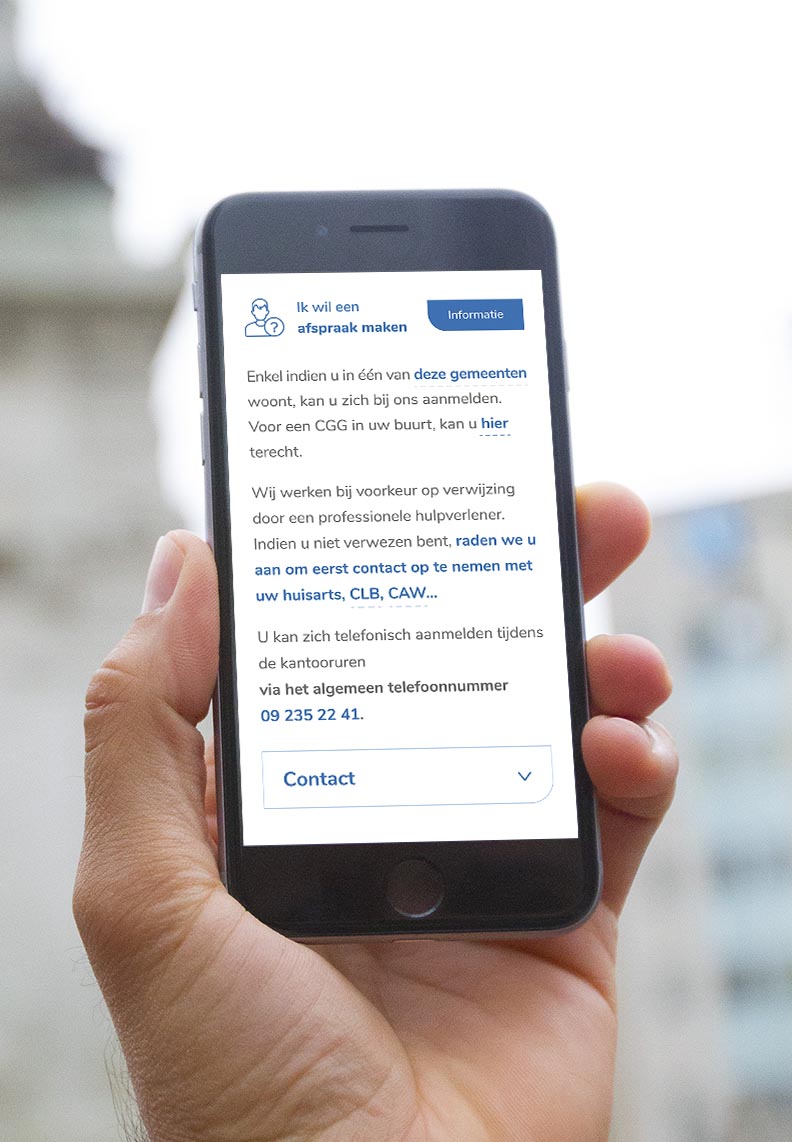 Ik wil een
afspraak maken
Informatie
?
Enkel indien u in één van deze gemeenten
woont, kan u zich bij ons aanmelden.
Voor een CGG in uw buurt, kan u hier
terecht.
Wij werken bij voorkeur op verwijzing
door een professionele hulpverlener.
Indien u niet verwezen bent, raden we u
aan om eerst contact op te nemen met
uw huisarts, CLB, CAW...
U kan zich telefonisch aanmelden tijdens
de kantooruren
via het algemeen telefoonnummer
09 235 22 41.
Contact